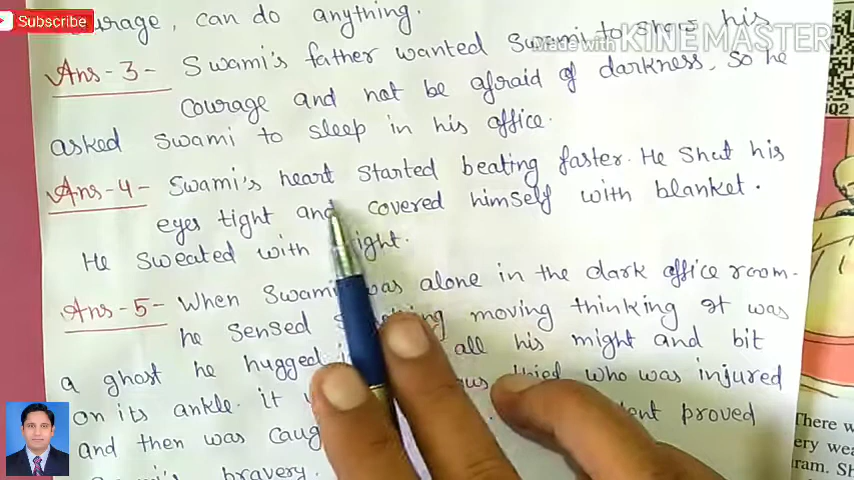 Subscribe
courage, can do anything.
Made with KINEMASTER
Ans-3- Swami's father wanted Swami to show his
courage and not be afraid of darkness, so he
asked swami to sleep in his office.
Ans-4- Swami's heart started beating faster. He shut his
eyes tight and covered himself with blanket.
He sweated with
Ans-5- When Swami was alone in the dark office room-
he sensed moving thinking It was
a ghost he hugged all his might and bit
on its ankle. it who was injured
and then was proved
bravery.
Q2
There w
ery wea
ram. Sh